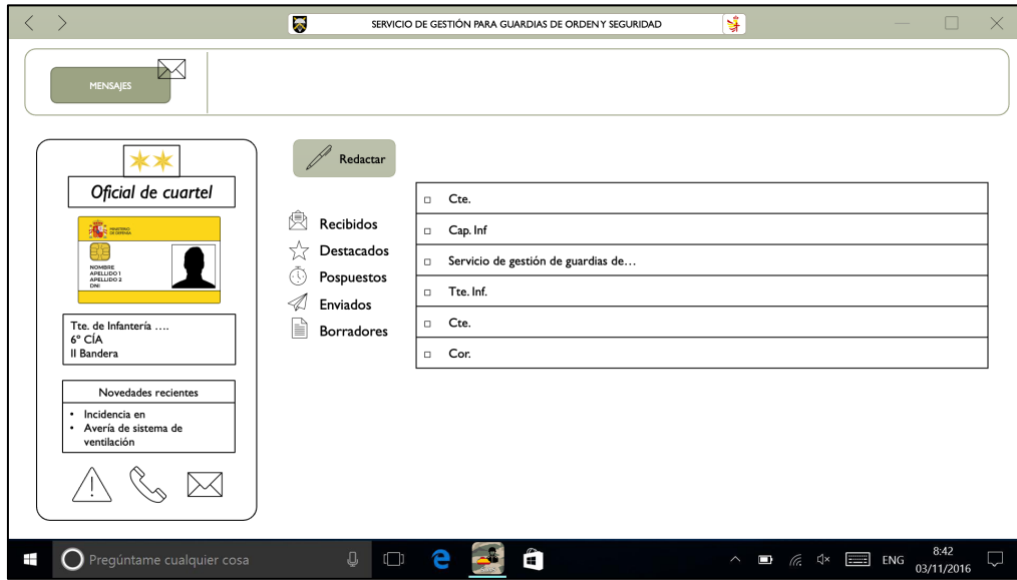 SERVICIO DE GESTIÓN PARA GUARDIAS DE ORDEN Y SEGURIDAD
MENSAJES
Oficial de cuartel
MINISTERIO
DE DEFENSA
NOMBRE
APELLIDO 1
APELLIDO 2
DNI
Tte. de Infantería ....
6º CÍA
II Bandera
Novedades recientes
• Incidencia en
• Avería de sistema de
ventilación
Redactar
Recibidos
Destacados
Pospuestos
Enviados
Borradores
Cte.
Cap. Inf
Servicio de gestión de guardias de…
Tte. Inf.
Cte.
Cor.
Pregúntame cualquier cosa
ENG
8:42
03/11/2016